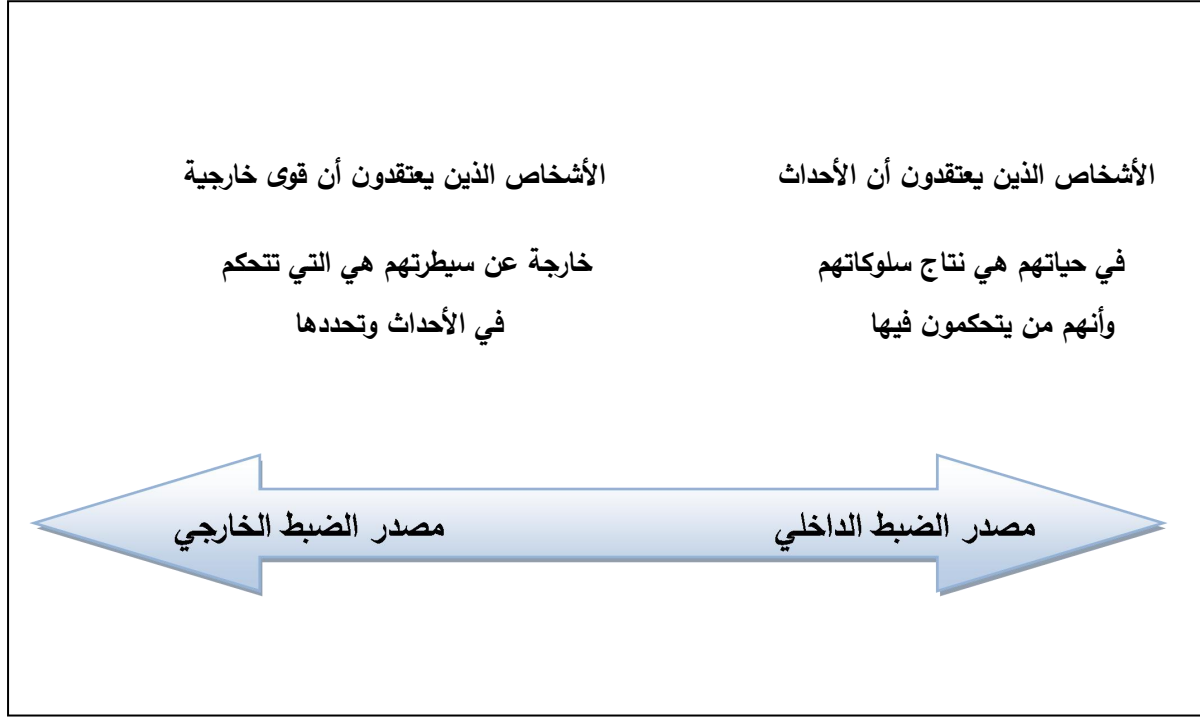 الأشخاص الذين يعتقدون أن الأحداث
في حياتهم هي نتاج سلوكاتهم
وأنهم من يتحكمون فيها
الأشخاص الذين يعتقدون أن قوى خارجية
خارجة عن سيطرتهم هي التي تتحكم
في الأحداث وتحددها
مصدر الضبط الداخلي
مصدر الضبط الخارجي